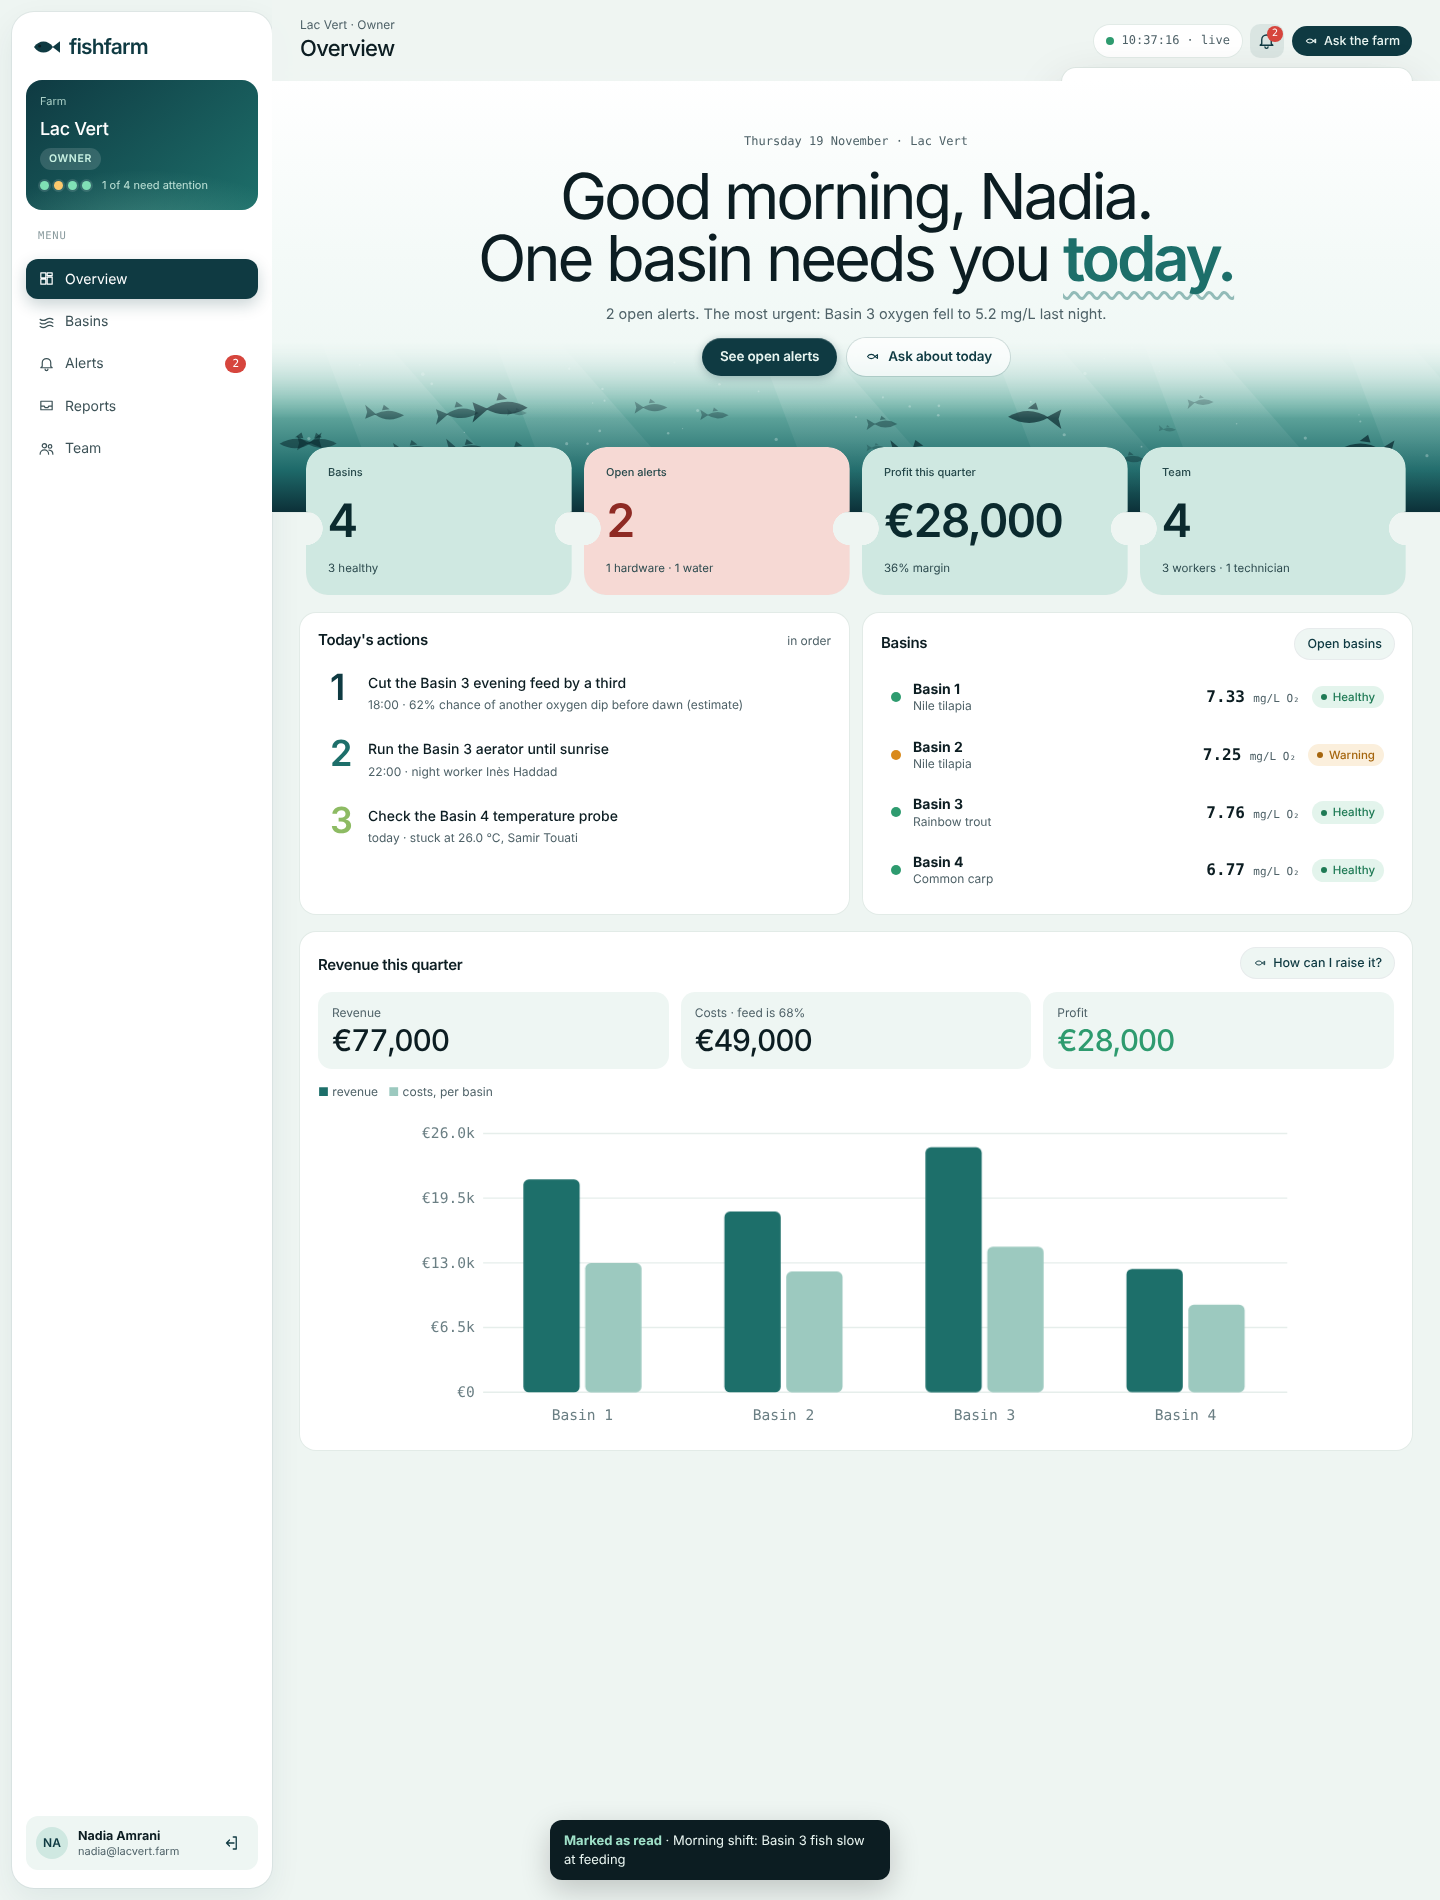 fishfarm
Farm
Lac Vert
OWNER
1 of 4 need attention
MENU
Overview
Basins
Alerts
2
Reports
Team
NA
Nadia Amrani
nadia@lacvert.farm
Lac Vert · Owner
Overview
10:37:16 · live
2
Ask the farm
Thursday 19 November · Lac Vert
Good morning, Nadia.
One basin needs you today.
2 open alerts. The most urgent: Basin 3 oxygen fell to 5.2 mg/L last night.
See open alerts
Ask about today
Basins
4
3 healthy
Open alerts
2
1 hardware · 1 water
Profit this quarter
€28,000
36% margin
Team
4
3 workers · 1 technician
Today's actions
in order
1
Cut the Basin 3 evening feed by a third
18:00 · 62% chance of another oxygen dip before dawn (estimate)
2
Run the Basin 3 aerator until sunrise
22:00 · night worker Inès Haddad
3
Check the Basin 4 temperature probe
today · stuck at 26.0 °C, Samir Touati
Basins
Open basins
Basin 1
Nile tilapia
7.33 mg/L O₂
Healthy
Basin 2
Nile tilapia
7.25 mg/L O₂
Warning
Basin 3
Rainbow trout
7.76 mg/L O₂
Healthy
Basin 4
Common carp
6.77 mg/L O₂
Healthy
Revenue this quarter
How can I raise it?
Revenue
€77,000
Costs · feed is 68%
€49,000
Profit
€28,000
revenue
costs, per basin
€26.0k
€19.5k
€13.0k
€6.5k
€0
Basin 1
Basin 2
Basin 3
Basin 4
Marked as read · Morning shift: Basin 3 fish slow
at feeding